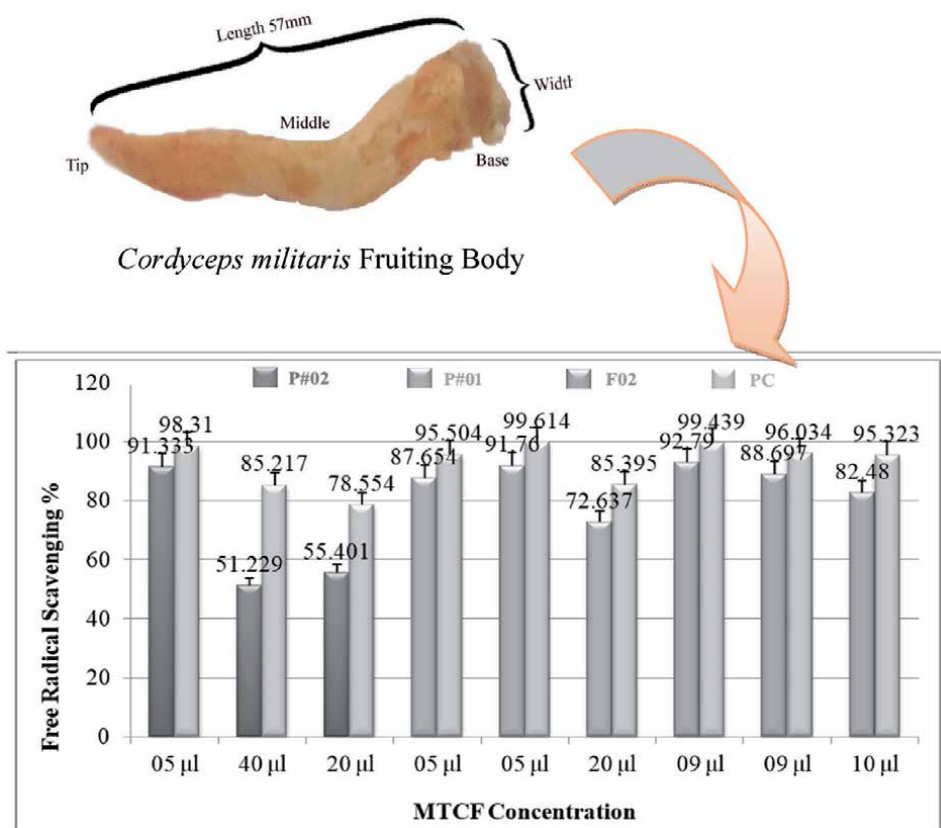 Length 57mm
Width
Middle
Tip
Base
Cordyceps militaris Fruiting Body
P#02 P#01 F02 PC
120
100
80
60
40
20
0
Free Radical Scavenging %
91.335 98.31 51.229 85.217 55.401 78.554 87.654 95.504 91.76 99.614 72.637 85.395 92.79 99.439 88.697 96.034 82.48 95.323
05 µl 40 µl 20 µl 05 µl 05 µl 20 µl 09 µl 09 µl 10 µl
MTCF Concentration